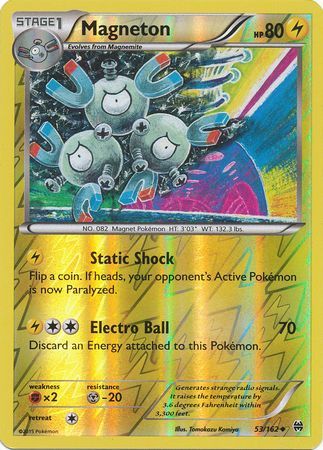 STAGE1
Magneton
HP80
Evolves from Magnemite
NO. 082 Magnet Pokémon HT: 3'03" WT: 132.3 lbs.
Static Shock
Flip a coin. If heads, your opponent's Active Pokémon
is now Paralyzed.
Electro Ball 70
Discard an Energy attached to this Pokémon.
weakness resistance
×2 -20
retreat
Generates strange radio signals.
It raises the temperature by
3.6 degrees Fahrenheit within
3,300 feet.
©2015 Pokémon
Illus. Tomokazu Komiya
53/162